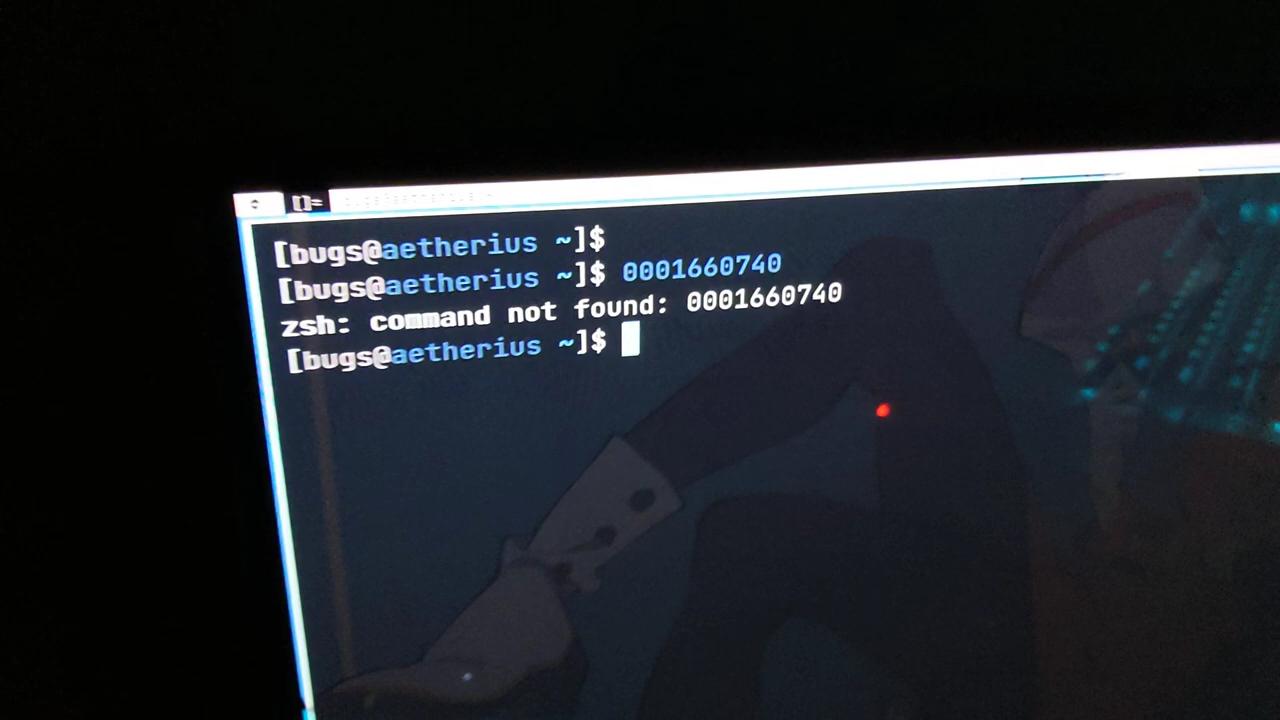 []=
[bugs@aetherius ~]$
[bugs@aetherius ~]$ 0001660740
zsh: command not found: 0001660740
[bugs@aetherius ~]$